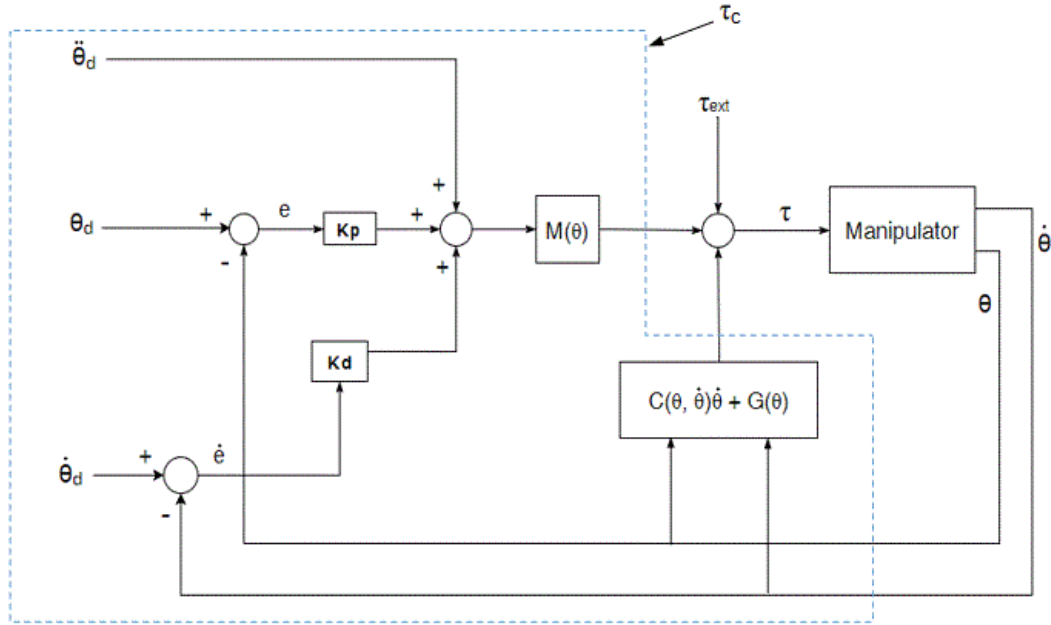 τc
θ̈d
τext
θd
+
-
e
Kp
+
+
+
M(θ)
τ
Manipulator
θ̇
θ
Kd
C(θ, θ̇)θ̇ + G(θ)
θ̇d
+
-
ė